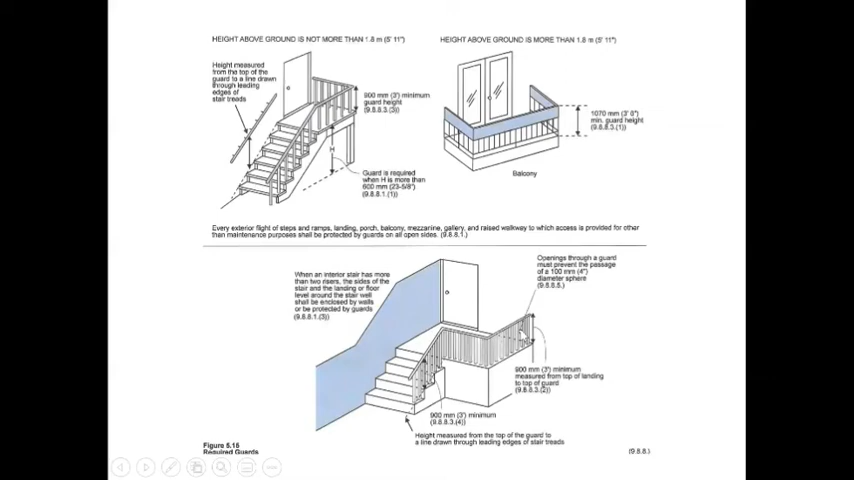 HEIGHT ABOVE GROUND IS NOT MORE THAN 1.8 m (5' 11")
HEIGHT ABOVE GROUND IS MORE THAN 1.8 m (5' 11")
Height measured
from the top of the
guard to a line drawn
through leading
edges of
stair treads
900 mm (3') minimum
guard height
(9.8.8.3.(3))
H
Guard is required
when H is more than
600 mm (23-5/8")
(9.8.8.1.(1))
1070 mm (3' 6")
min. guard height
(9.8.8.3.(1))
Balcony
Every exterior flight of steps and ramps, landing, porch, balcony, mezzanine, gallery, and raised walkway to which access is provided for other
than maintenance purposes shall be protected by guards on all open sides. (9.8.8.1.)
When an interior stair has more
than two risers, the sides of the
stair and the landing or floor
level around the stair well
shall be enclosed by walls
or be protected by guards
(9.8.8.1.(3))
Openings through a guard
must prevent the passage
of a 100 mm (4")
diameter sphere
(9.8.8.5.)
900 mm (3') minimum
measured from top of landing
to top of guard
(9.8.8.3.(2))
900 mm (3') minimum
(9.8.8.3.(4))
Height measured from the top of the guard to
a line drawn through leading edges of stair treads
Figure 5.15
Required Guards
(9.8.8.)